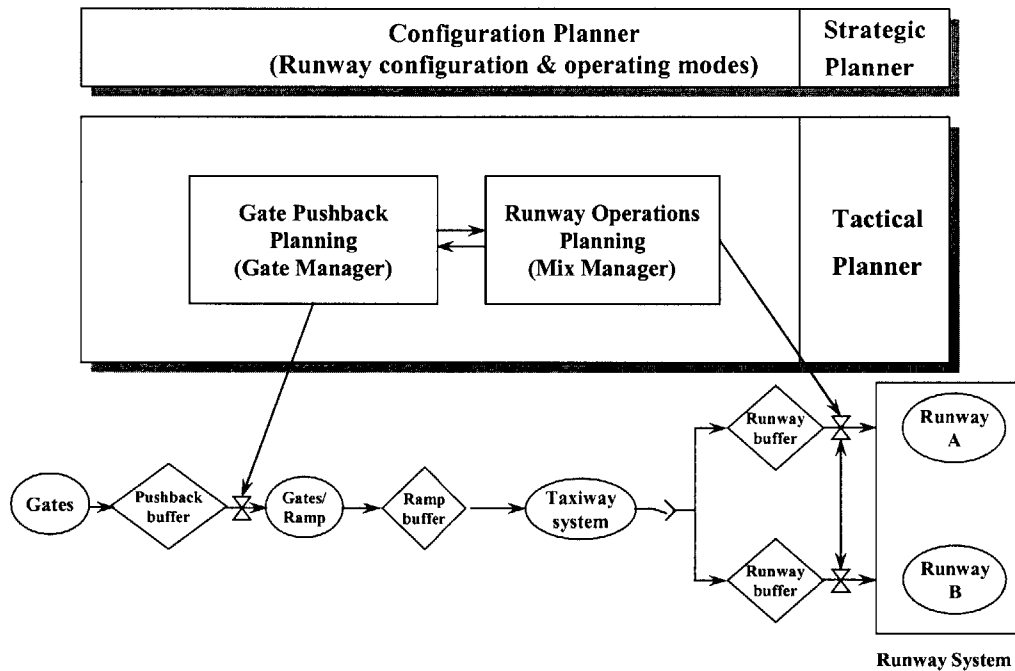 Configuration Planner
(Runway configuration & operating modes)
Strategic
Planner
Gate Pushback
Planning
(Gate Manager)
Runway Operations
Planning
(Mix Manager)
Tactical
Planner
Gates
Pushback
buffer
Gates/
Ramp
Ramp
buffer
Taxiway
system
Runway
buffer
Runway
A
Runway
buffer
Runway
B
Runway System